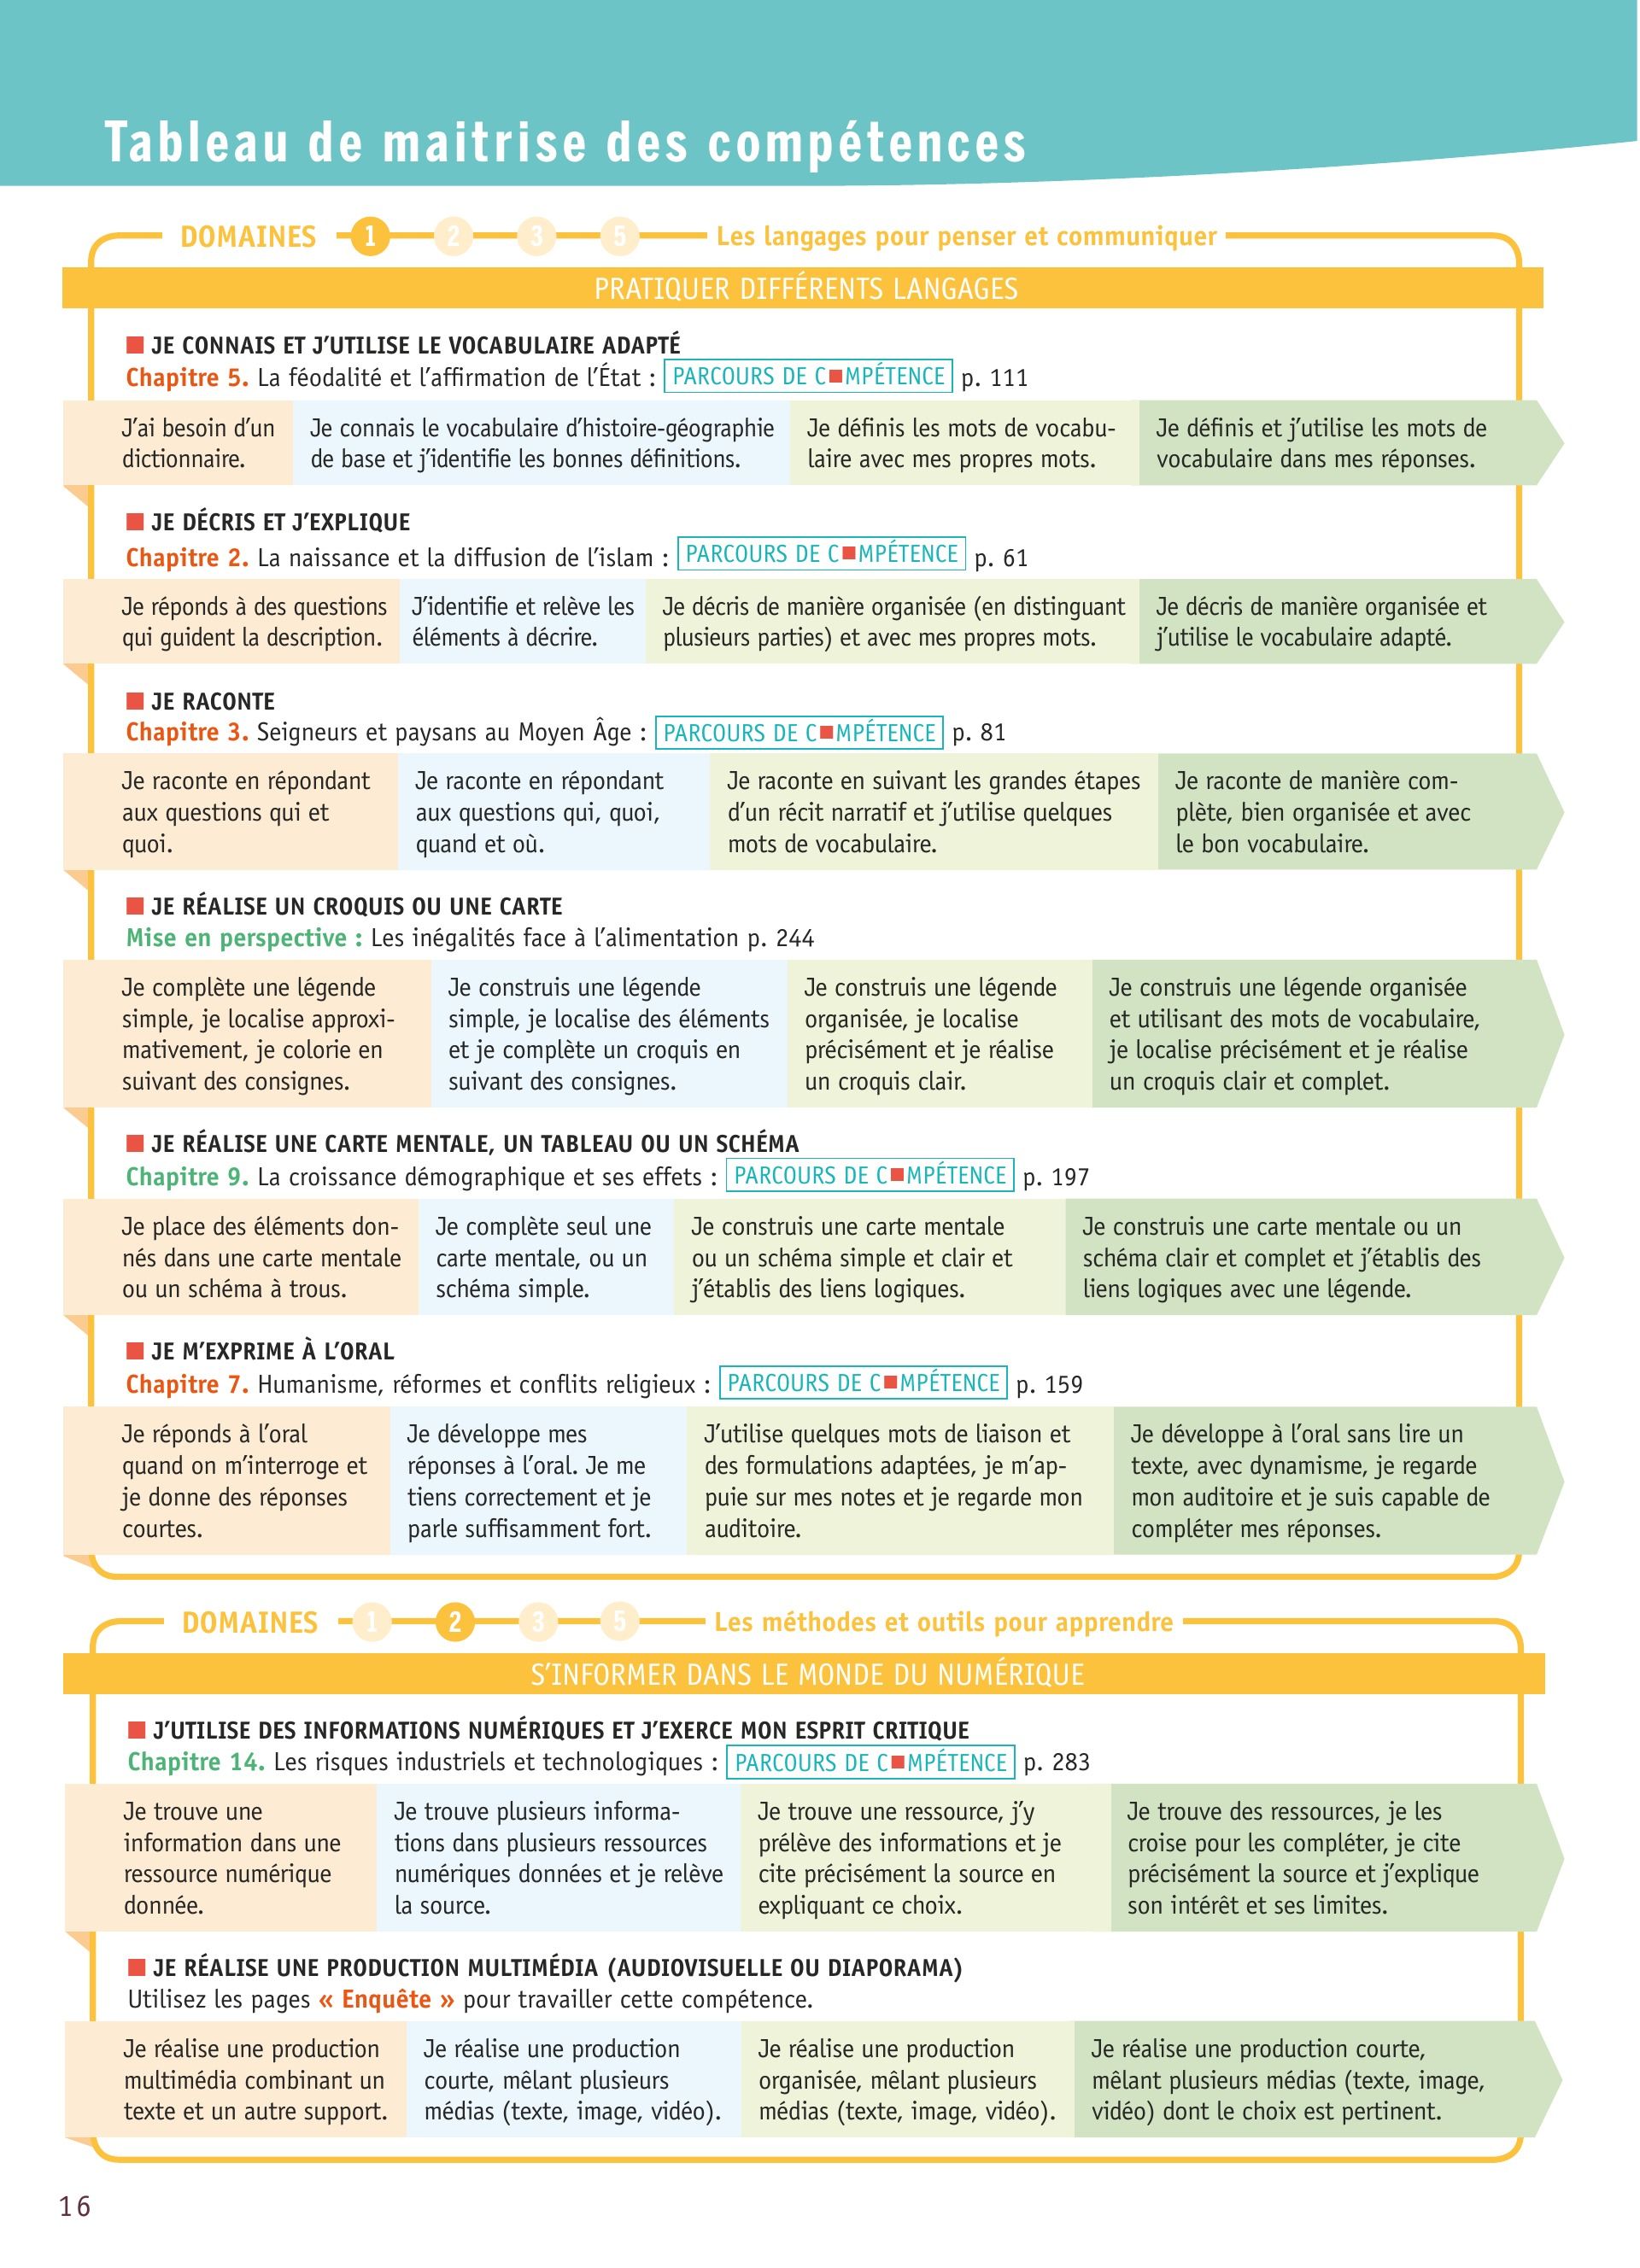 Tableau de maitrise des compétences
DOMAINES 1 2 3 5 Les langages pour penser et communiquer
PRATIQUER DIFFÉRENTS LANGAGES
■ JE CONNAIS ET J'UTILISE LE VOCABULAIRE ADAPTÉ
Chapitre 5. La féodalité et l'affirmation de l'État : PARCOURS DE C■MPÉTENCE p. 111
J'ai besoin d'un
dictionnaire.
Je connais le vocabulaire d'histoire-géographie
de base et j'identifie les bonnes définitions.
Je définis les mots de vocabu-
laire avec mes propres mots.
Je définis et j'utilise les mots de
vocabulaire dans mes réponses.
■ JE DÉCRIS ET J'EXPLIQUE
Chapitre 2. La naissance et la diffusion de l'islam : PARCOURS DE C■MPÉTENCE p. 61
Je réponds à des questions
qui guident la description.
J'identifie et relève les
éléments à décrire.
Je décris de manière organisée (en distinguant
plusieurs parties) et avec mes propres mots.
Je décris de manière organisée et
j'utilise le vocabulaire adapté.
■ JE RACONTE
Chapitre 3. Seigneurs et paysans au Moyen Âge : PARCOURS DE C■MPÉTENCE p. 81
Je raconte en répondant
aux questions qui et
quoi.
Je raconte en répondant
aux questions qui, quoi,
quand et où.
Je raconte en suivant les grandes étapes
d'un récit narratif et j'utilise quelques
mots de vocabulaire.
Je raconte de manière com-
plète, bien organisée et avec
le bon vocabulaire.
■ JE RÉALISE UN CROQUIS OU UNE CARTE
Mise en perspective : Les inégalités face à l'alimentation p. 244
Je complète une légende
simple, je localise approxi-
mativement, je colorie en
suivant des consignes.
Je construis une légende
simple, je localise des éléments
et je complète un croquis en
suivant des consignes.
Je construis une légende
organisée, je localise
précisément et je réalise
un croquis clair.
Je construis une légende organisée
et utilisant des mots de vocabulaire,
je localise précisément et je réalise
un croquis clair et complet.
■ JE RÉALISE UNE CARTE MENTALE, UN TABLEAU OU UN SCHÉMA
Chapitre 9. La croissance démographique et ses effets : PARCOURS DE C■MPÉTENCE p. 197
Je place des éléments don-
nés dans une carte mentale
ou un schéma à trous.
Je complète seul une
carte mentale, ou un
schéma simple.
Je construis une carte mentale
ou un schéma simple et clair et
j'établis des liens logiques.
Je construis une carte mentale ou un
schéma clair et complet et j'établis des
liens logiques avec une légende.
■ JE M'EXPRIME À L'ORAL
Chapitre 7. Humanisme, réformes et conflits religieux : PARCOURS DE C■MPÉTENCE p. 159
Je réponds à l'oral
quand on m'interroge et
je donne des réponses
courtes.
Je développe mes
réponses à l'oral. Je me
tiens correctement et je
parle suffisamment fort.
J'utilise quelques mots de liaison et
des formulations adaptées, je m'ap-
puie sur mes notes et je regarde mon
auditoire.
Je développe à l'oral sans lire un
texte, avec dynamisme, je regarde
mon auditoire et je suis capable de
compléter mes réponses.
DOMAINES 1 2 3 5 Les méthodes et outils pour apprendre
S'INFORMER DANS LE MONDE DU NUMÉRIQUE
■ J'UTILISE DES INFORMATIONS NUMÉRIQUES ET J'EXERCE MON ESPRIT CRITIQUE
Chapitre 14. Les risques industriels et technologiques : PARCOURS DE C■MPÉTENCE p. 283
Je trouve une
information dans une
ressource numérique
donnée.
Je trouve plusieurs informa-
tions dans plusieurs ressources
numériques données et je relève
la source.
Je trouve une ressource, j'y
prélève des informations et je
cite précisément la source en
expliquant ce choix.
Je trouve des ressources, je les
croise pour les compléter, je cite
précisément la source et j'explique
son intérêt et ses limites.
■ JE RÉALISE UNE PRODUCTION MULTIMÉDIA (AUDIOVISUELLE OU DIAPORAMA)
Utilisez les pages « Enquête » pour travailler cette compétence.
Je réalise une production
multimédia combinant un
texte et un autre support.
Je réalise une production
courte, mêlant plusieurs
médias (texte, image, vidéo).
Je réalise une production
organisée, mêlant plusieurs
médias (texte, image, vidéo).
Je réalise une production courte,
mêlant plusieurs médias (texte, image,
vidéo) dont le choix est pertinent.
16